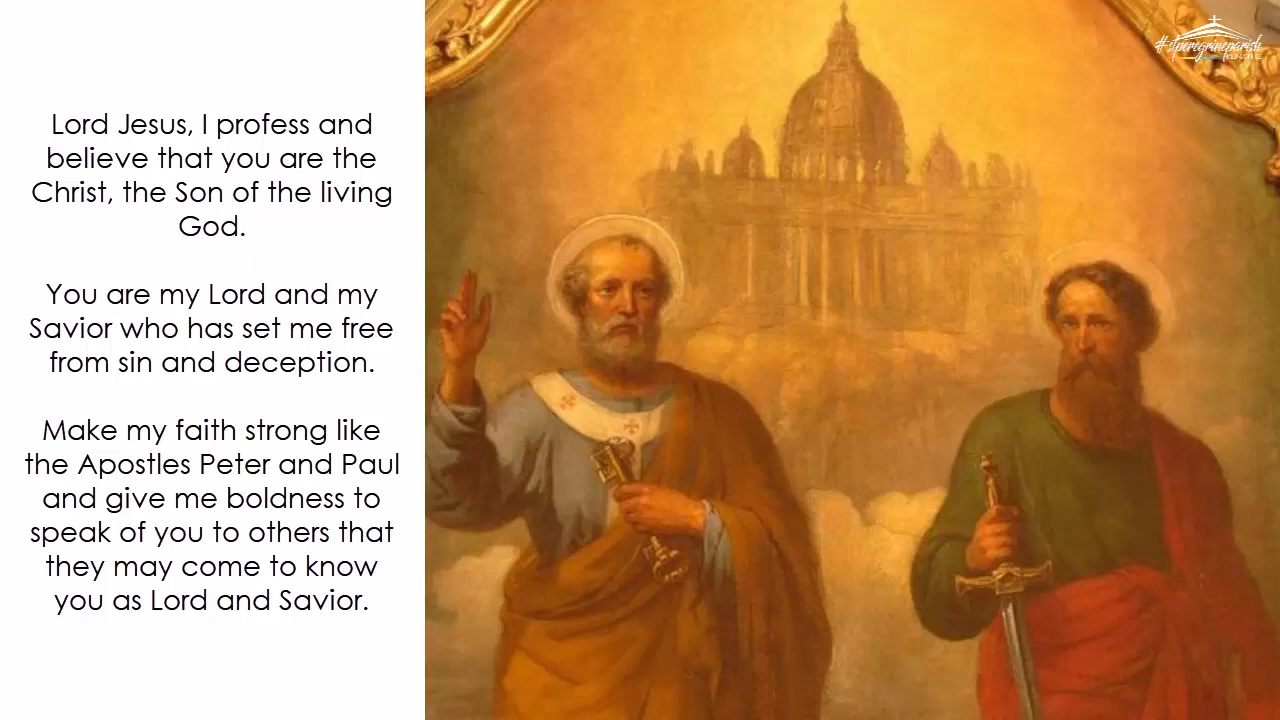 Lord Jesus, I profess and
believe that you are the
Christ, the Son of the living
God.
You are my Lord and my
Savior who has set me free
from sin and deception.
Make my faith strong like
the Apostles Peter and Paul
and give me boldness to
speak of you to others that
they may come to know
you as Lord and Savior.
#stperegrineparish